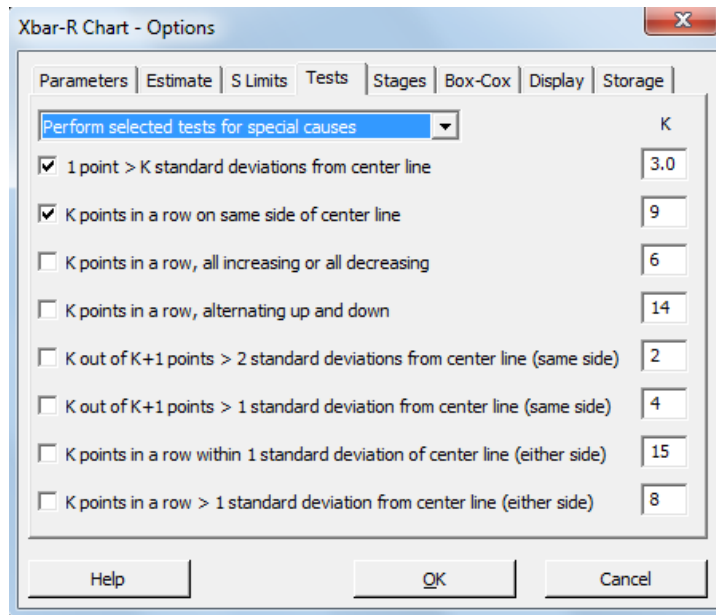 Xbar-R Chart - Options
Parameters Estimate S Limits Tests Stages Box-Cox Display Storage
Perform selected tests for special causes K
1 point > K standard deviations from center line 3.0
K points in a row on same side of center line 9
K points in a row, all increasing or all decreasing 6
K points in a row, alternating up and down 14
K out of K+1 points > 2 standard deviations from center line (same side) 2
K out of K+1 points > 1 standard deviation from center line (same side) 4
K points in a row within 1 standard deviation of center line (either side) 15
K points in a row > 1 standard deviation from center line (either side) 8
Help OK Cancel